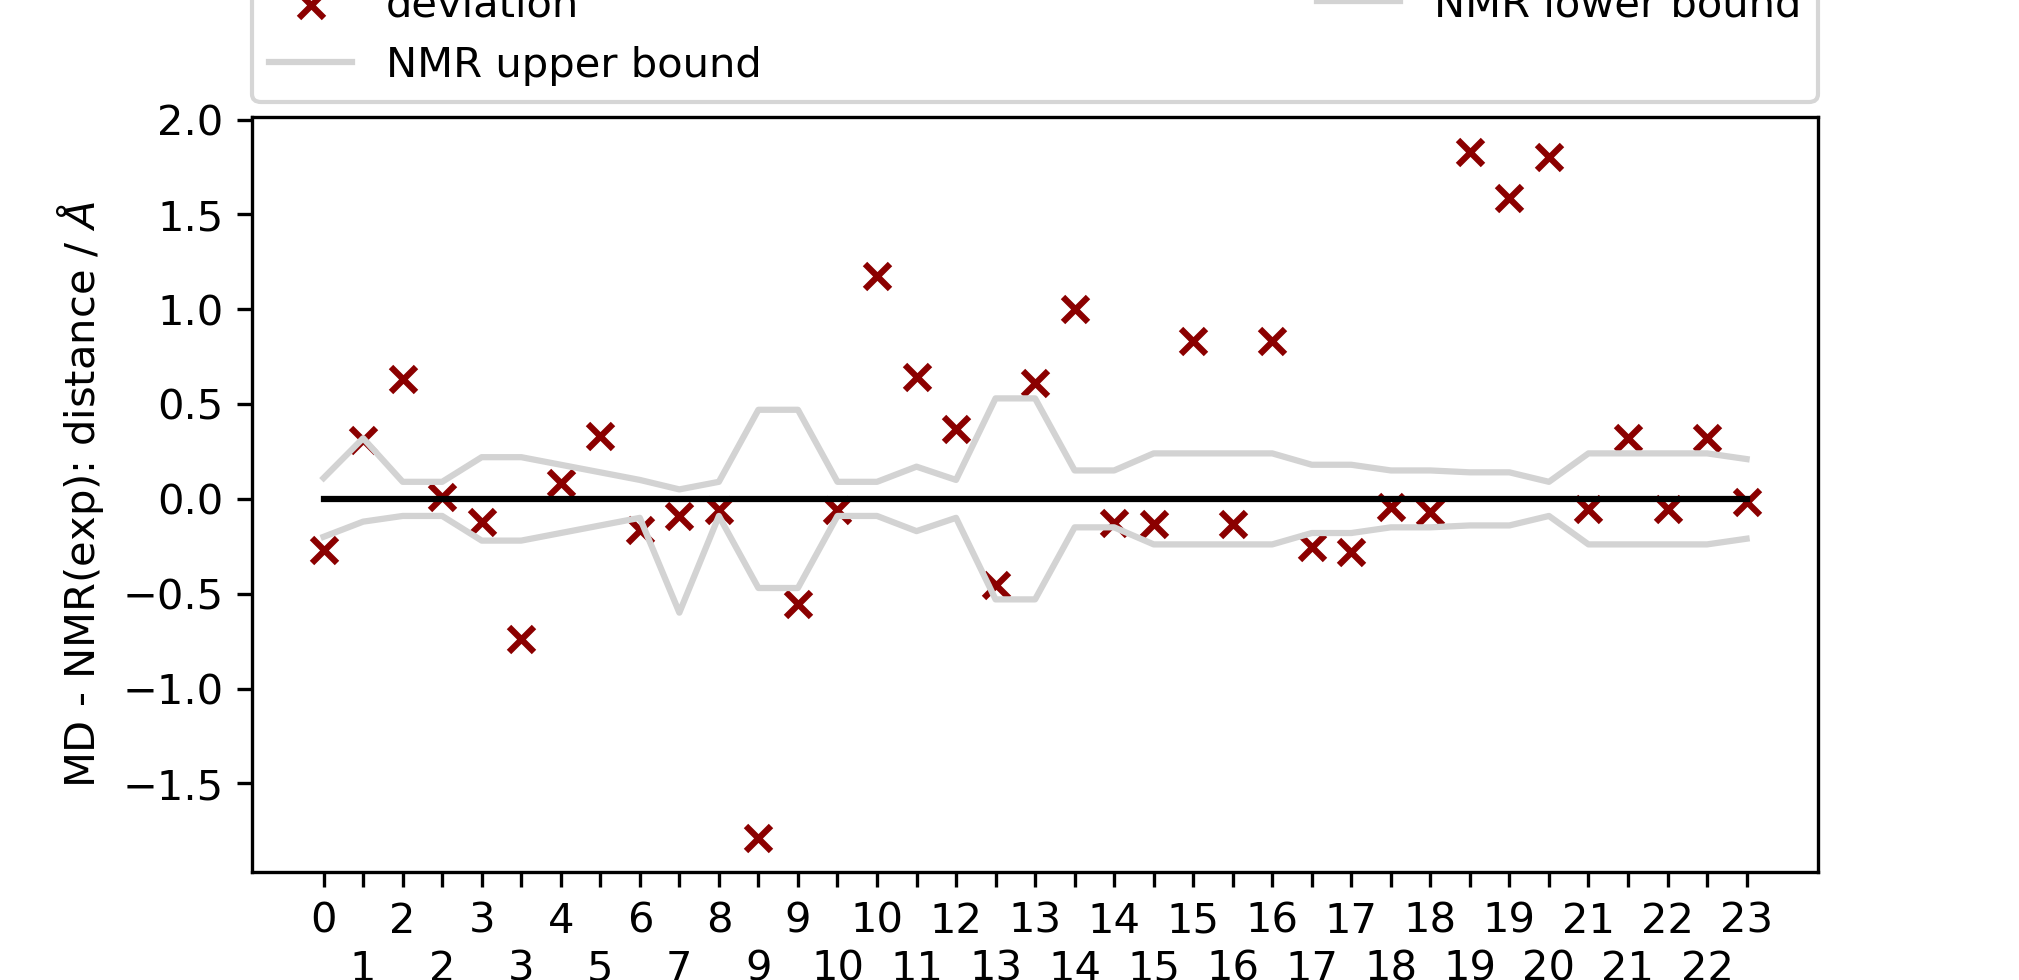 deviation NMR lower bound
NMR upper bound
2.0
1.5
1.0
0.5
0.0
−0.5
−1.0
−1.5
MD - NMR(exp): distance / Å
0 2 3 4 6 8 9 10 12 13 14 15 16 17 18 19 21 22 23
1 2 3 5 7 9 10 11 13 14 15 16 17 18 19 20 21 22